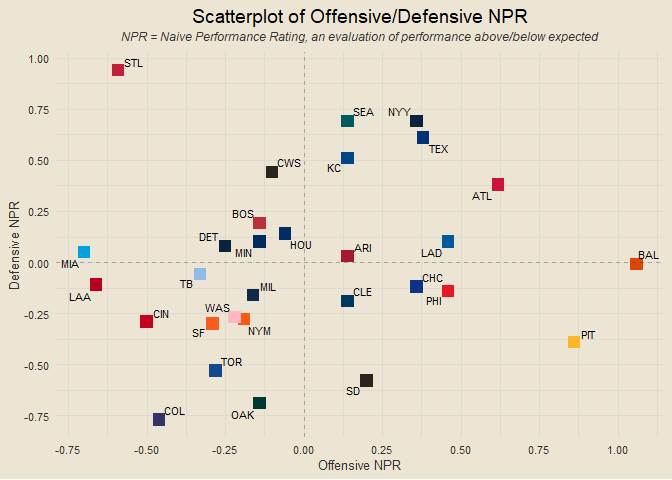 Scatterplot of Offensive/Defensive NPR
NPR = Naive Performance Rating, an evaluation of performance above/below expected
1.00
STL
0.75
SEA
NYY
TEX
0.50
KC
CWS
ATL
0.25
BOS
DET
MIN
HOU
ARI
LAD
BAL
0.00
MIA
TB
CHC
LAA
MIL
CLE
PHI
-0.25
CIN
WAS
SF
NYM
PIT
-0.50
TOR
SD
COL
OAK
-0.75
Defensive NPR
-0.75
-0.50
-0.25
0.00
0.25
0.50
0.75
1.00
Offensive NPR